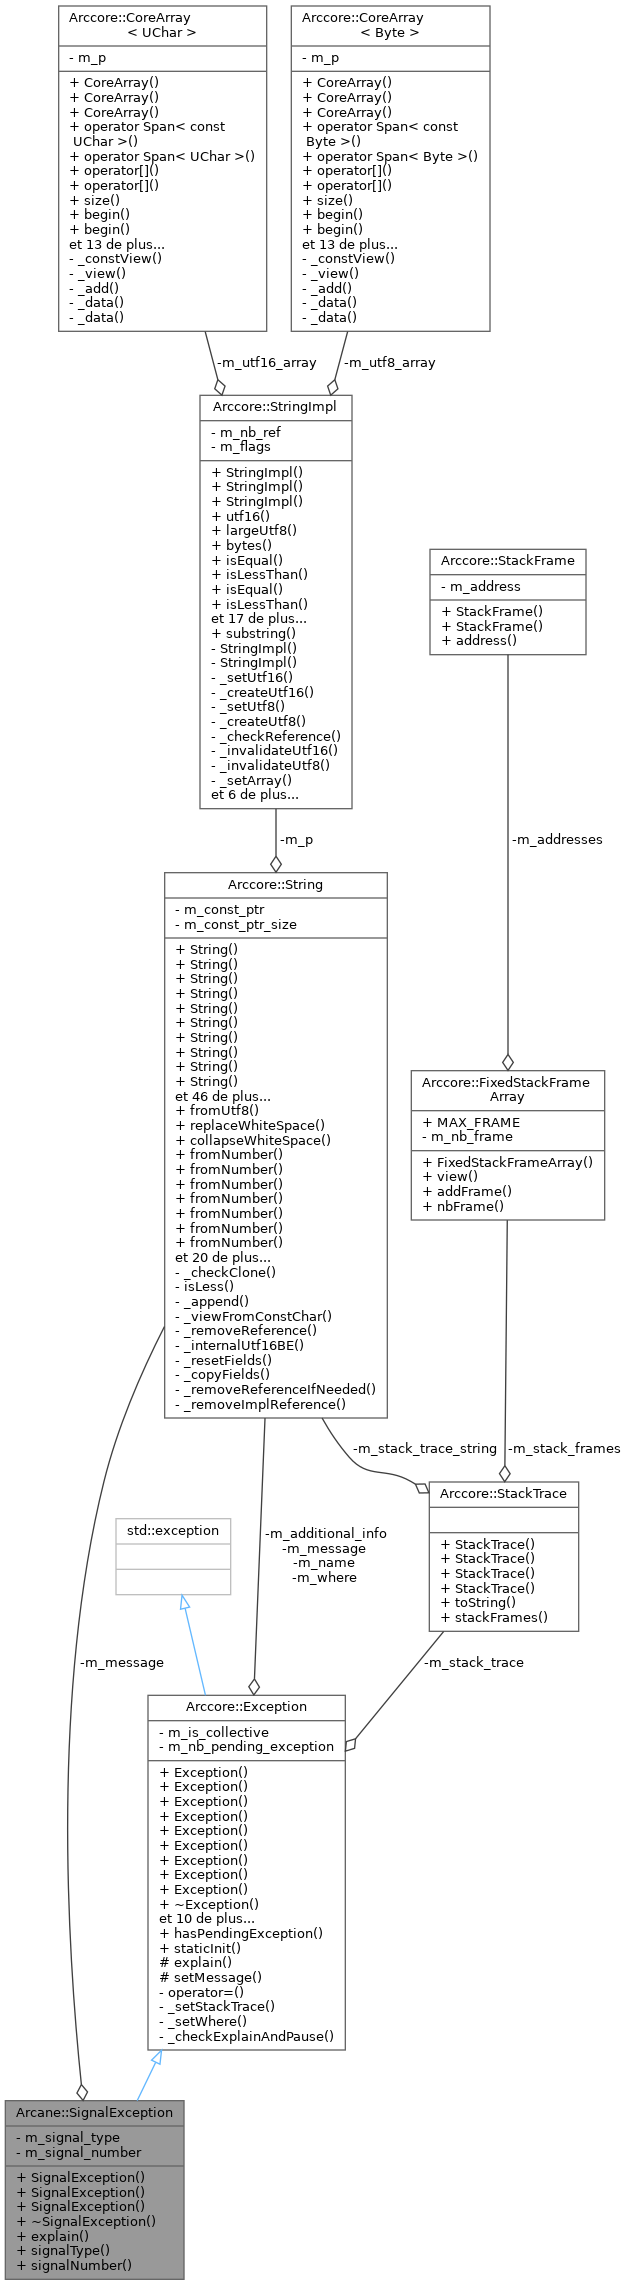 Arccore::CoreArray
< UChar >
- m_p
+ CoreArray()
+ CoreArray()
+ CoreArray()
+ operator Span< const
UChar >()
+ operator Span< UChar >()
+ operator[]()
+ operator[]()
+ size()
+ begin()
+ begin()
et 13 de plus...
- _constView()
- _view()
- _add()
- _data()
- _data()
Arccore::CoreArray
< Byte >
- m_p
+ CoreArray()
+ CoreArray()
+ CoreArray()
+ operator Span< const
Byte >()
+ operator Span< Byte >()
+ operator[]()
+ operator[]()
+ size()
+ begin()
+ begin()
et 13 de plus...
- _constView()
- _view()
- _add()
- _data()
- _data()
-m_utf16_array
-m_utf8_array
Arccore::StringImpl
- m_nb_ref
- m_flags
+ StringImpl()
+ StringImpl()
+ StringImpl()
+ utf16()
+ largeUtf8()
+ bytes()
+ isEqual()
+ isLessThan()
+ isEqual()
+ isLessThan()
et 17 de plus...
+ substring()
- StringImpl()
- StringImpl()
- _setUtf16()
- _createUtf16()
- _setUtf8()
- _createUtf8()
- _checkReference()
- _invalidateUtf16()
- _invalidateUtf8()
- _setArray()
et 6 de plus...
Arccore::StackFrame
- m_address
+ StackFrame()
+ StackFrame()
+ address()
-m_p
-m_addresses
Arccore::String
- m_const_ptr
- m_const_ptr_size
+ String()
+ String()
+ String()
+ String()
+ String()
+ String()
+ String()
+ String()
+ String()
+ String()
et 46 de plus...
+ fromUtf8()
+ replaceWhiteSpace()
+ collapseWhiteSpace()
+ fromNumber()
+ fromNumber()
+ fromNumber()
+ fromNumber()
+ fromNumber()
+ fromNumber()
+ fromNumber()
et 20 de plus...
- _checkClone()
- isLess()
- _append()
- _viewFromConstChar()
- _removeReference()
- _internalUtf16BE()
- _resetFields()
- _copyFields()
- _removeReferenceIfNeeded()
- _removeImplReference()
Arccore::FixedStackFrame
Array
+ MAX_FRAME
- m_nb_frame
+ FixedStackFrameArray()
+ view()
+ addFrame()
+ nbFrame()
-m_stack_trace_string
-m_stack_frames
Arccore::StackTrace
+ StackTrace()
+ StackTrace()
+ StackTrace()
+ StackTrace()
+ toString()
+ stackFrames()
std::exception
-m_additional_info
-m_message
-m_name
-m_where
-m_message
-m_stack_trace
Arccore::Exception
- m_is_collective
- m_nb_pending_exception
+ Exception()
+ Exception()
+ Exception()
+ Exception()
+ Exception()
+ Exception()
+ Exception()
+ Exception()
+ Exception()
+ ~Exception()
et 10 de plus...
+ hasPendingException()
+ staticInit()
# explain()
# setMessage()
- operator=()
- _setStackTrace()
- _setWhere()
- _checkExplainAndPause()
Arcane::SignalException
- m_signal_type
- m_signal_number
+ SignalException()
+ SignalException()
+ SignalException()
+ ~SignalException()
+ explain()
+ signalType()
+ signalNumber()